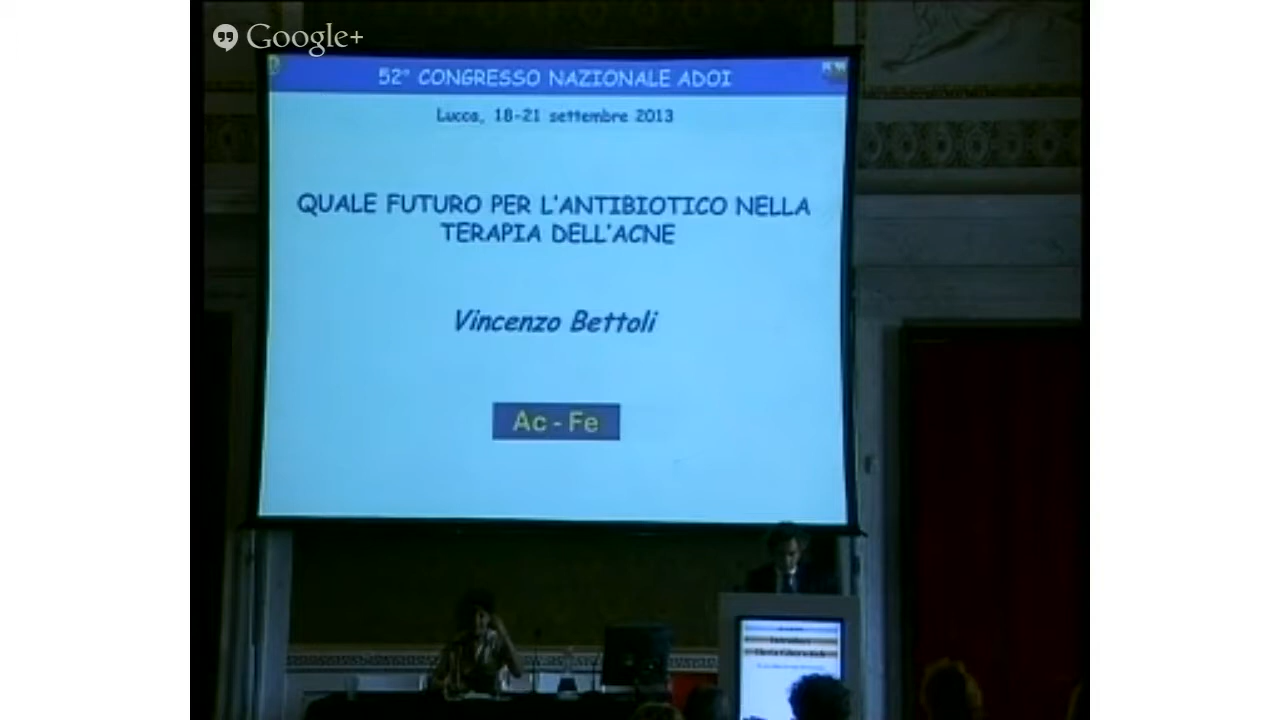 Google+
52° CONGRESSO NAZIONALE ADOI
Lucca, 18-21 settembre 2013
QUALE FUTURO PER L'ANTIBIOTICO NELLA
TERAPIA DELL'ACNE
Vincenzo Bettoli
Ac - Fe